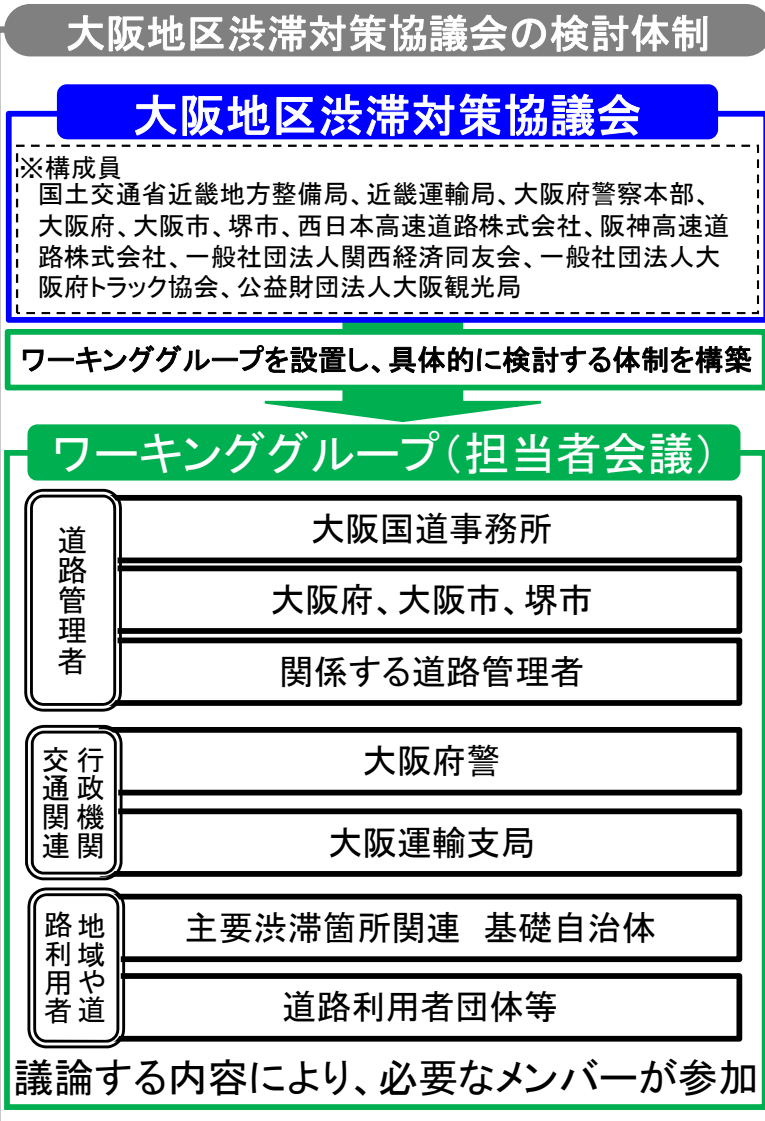 大阪地区渋滞対策協議会の検討体制
大阪地区渋滞対策協議会
※構成員
国土交通省近畿地方整備局、近畿運輸局、大阪府警察本部、
大阪府、大阪市、堺市、西日本高速道路株式会社、阪神高速道
路株式会社、一般社団法人関西経済同友会、一般社団法人大
阪府トラック協会、公益財団法人大阪観光局
ワーキンググループを設置し、具体的に検討する体制を構築
ワーキンググループ(担当者会議)
道路管理者
大阪国道事務所
大阪府、大阪市、堺市
関係する道路管理者
行政機関
交通関連
大阪府警
大阪運輸支局
地域や道
路利用者
主要渋滞箇所関連　基礎自治体
道路利用者団体等
議論する内容により、必要なメンバーが参加